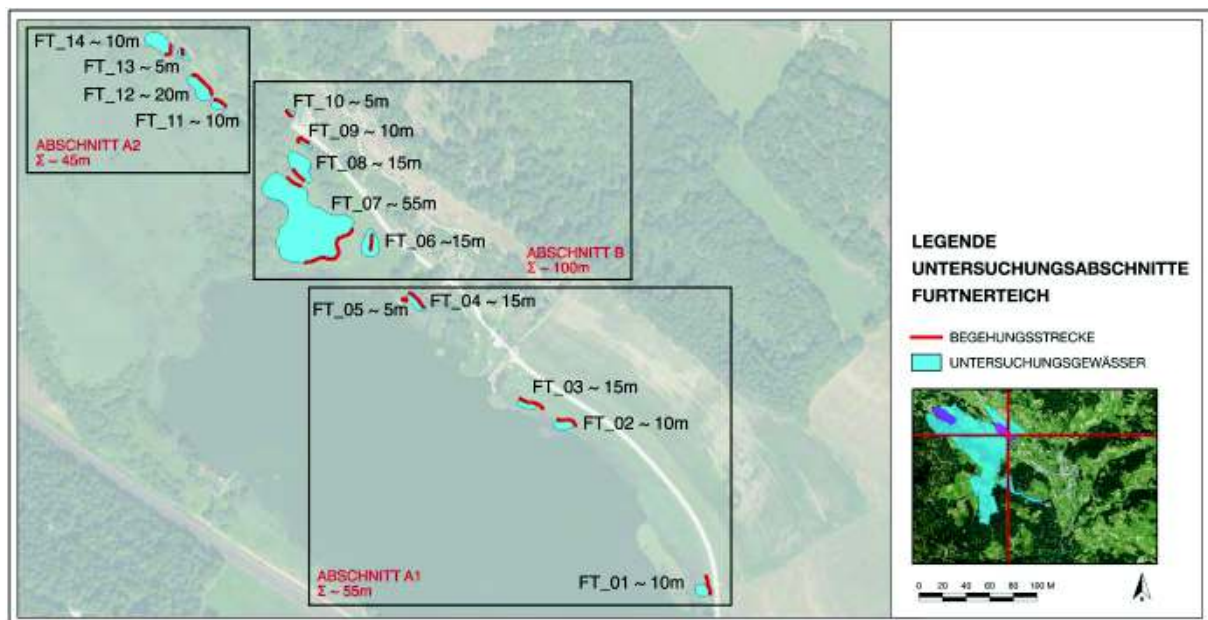 FT_14 ~ 10m
FT_13 ~ 5m
FT_12 ~ 20m
FT_11 ~ 10m
ABSCHNITT A2
Σ ~ 45m
FT_10 ~ 5m
FT_09 ~ 10m
FT_08 ~ 15m
FT_07 ~ 55m
FT_06 ~15m
ABSCHNITT B
Σ ~ 100m
FT_05 ~ 5m
FT_04 ~ 15m
FT_03 ~ 15m
FT_02 ~ 10m
FT_01 ~ 10m
ABSCHNITT A1
Σ ~ 55m
LEGENDE
UNTERSUCHUNGSABSCHNITTE
FURTNERTEICH
BEGEHUNGSSTRECKE
UNTERSUCHUNGSGEWÄSSER
0 20 40 60 80 100 M